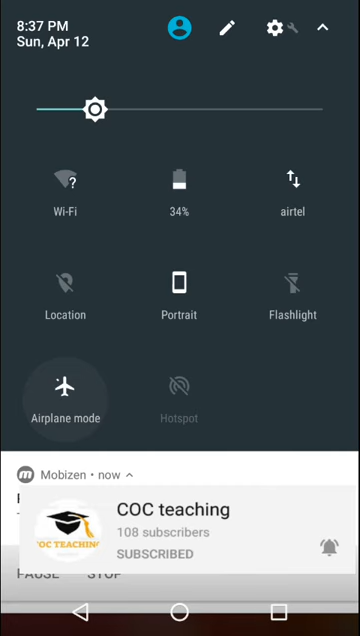 8:37 PM
Sun, Apr 12
?
Wi-Fi
34%
airtel
Location
Portrait
Flashlight
Airplane mode
Hotspot
m Mobizen • now
COC teaching
108 subscribers
SUBSCRIBED
COC TEACHING
PAUSE STOP